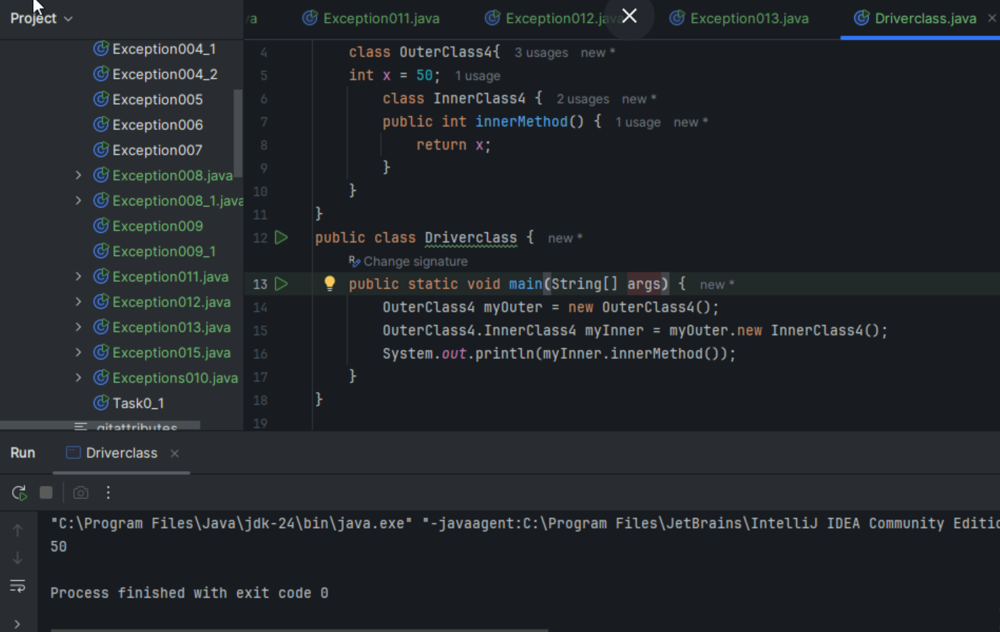 Project
/a
Exception011.java
Exception012.java
Exception013.java
Driverclass.java
Exception004_1
Exception004_2
Exception005
Exception006
Exception007
Exception008.java
Exception008_1.java
Exception009
Exception009_1
Exception011.java
Exception012.java
Exception013.java
Exception015.java
Exceptions010.java
Task0_1
gitattributes
4 class OuterClass4{ 3 usages new *
5 int x = 50; 1 usage
6 class InnerClass4 { 2 usages new *
7 public int innerMethod() { 1 usage new *
8 return x;
9 }
10 }
11 }
12 public class Driverclass { new *
Change signature
13 public static void main(String[] args) { new *
14 OuterClass4 myOuter = new OuterClass4();
15 OuterClass4.InnerClass4 myInner = myOuter.new InnerClass4();
16 System.out.println(myInner.innerMethod());
17 }
18 }
19
Run
Driverclass
"C:\Program Files\Java\jdk-24\bin\java.exe" "-javaagent:C:\Program Files\JetBrains\IntelliJ IDEA Community Editio
50
Process finished with exit code 0